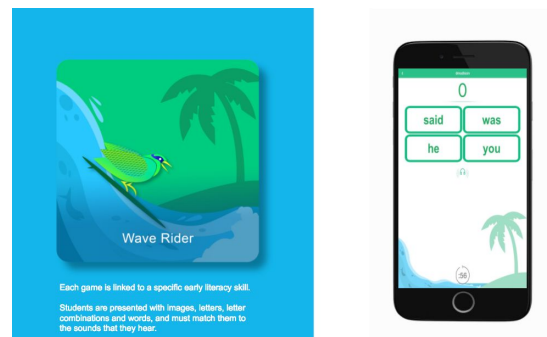 Wave Rider
Each game is linked to a specific early literacy skill.
Students are presented with images, letters, letter
combinations and words, and must match them to
the sounds that they hear.
0
said was
he you
:56